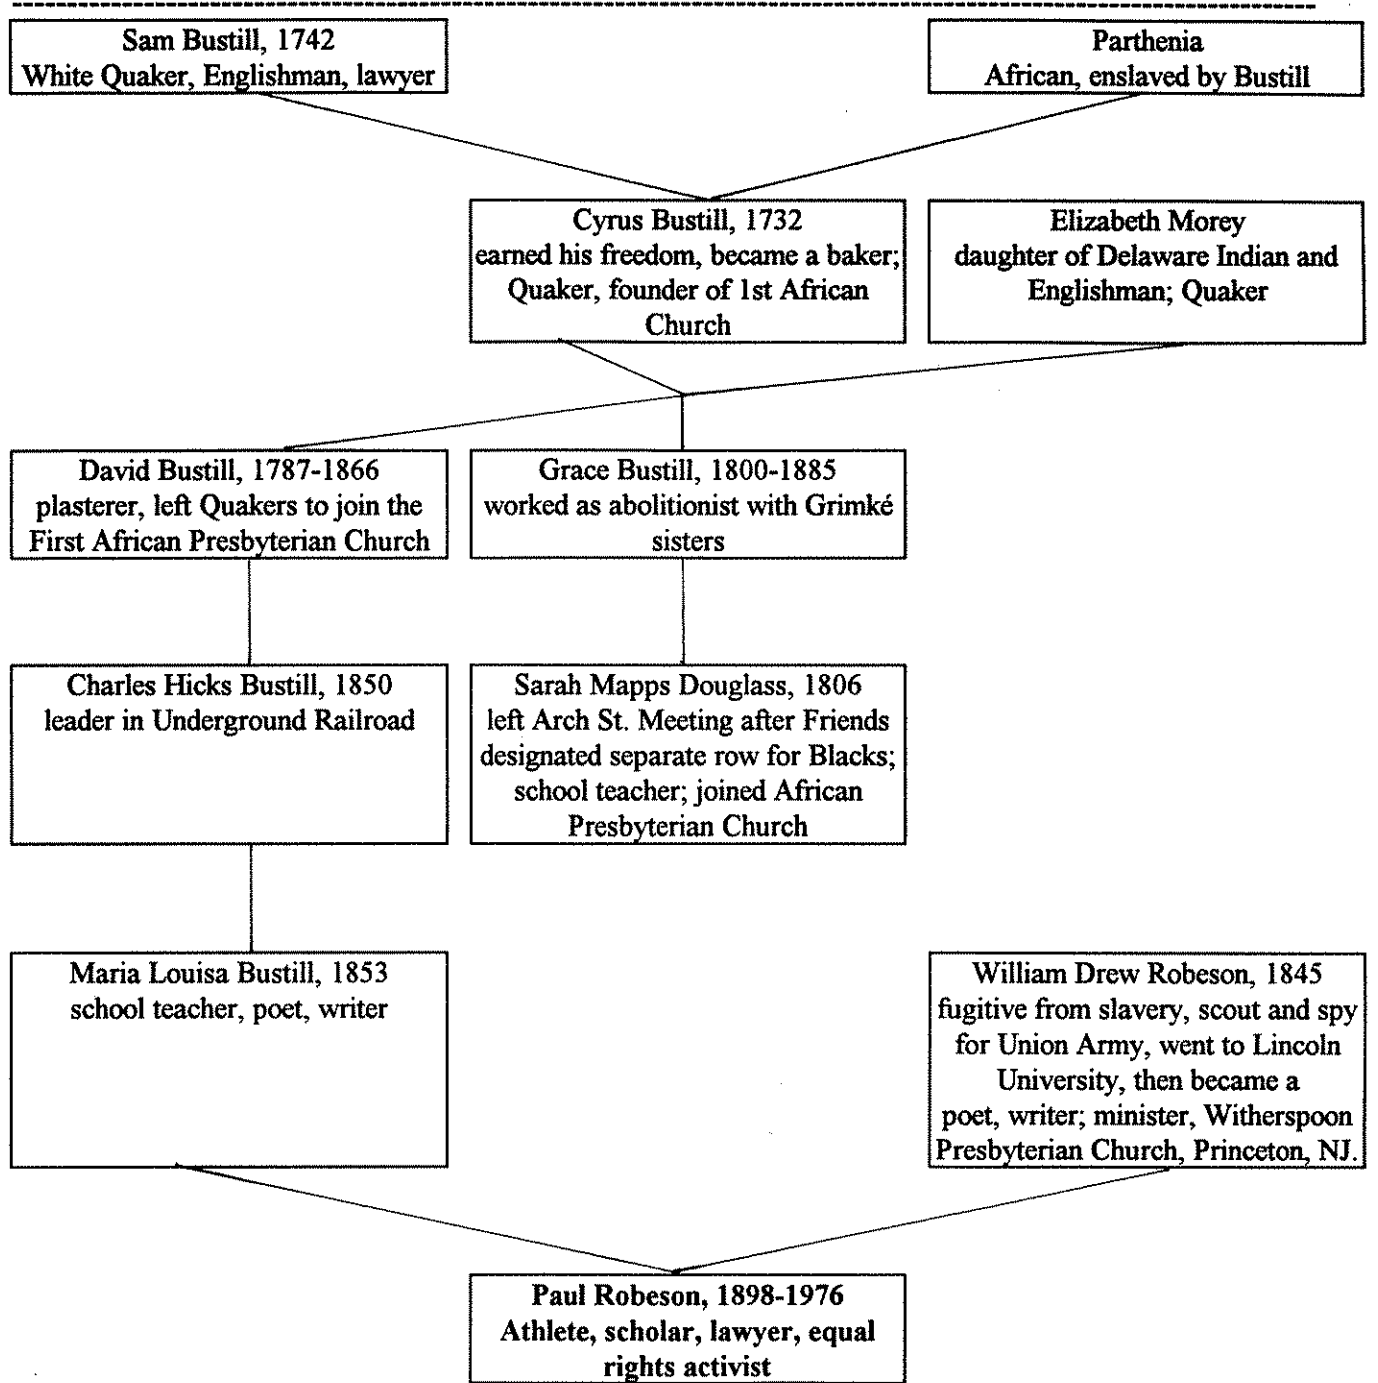 Sam Bustill, 1742
White Quaker, Englishman, lawyer
Parthenia
African, enslaved by Bustill
Cyrus Bustill, 1732
earned his freedom, became a baker;
Quaker, founder of 1st African
Church
Elizabeth Morey
daughter of Delaware Indian and
Englishman; Quaker
David Bustill, 1787-1866
plasterer, left Quakers to join the
First African Presbyterian Church
Grace Bustill, 1800-1885
worked as abolitionist with Grimké
sisters
Charles Hicks Bustill, 1850
leader in Underground Railroad
Sarah Mapps Douglass, 1806
left Arch St. Meeting after Friends
designated separate row for Blacks;
school teacher; joined African
Presbyterian Church
Maria Louisa Bustill, 1853
school teacher, poet, writer
William Drew Robeson, 1845
fugitive from slavery, scout and spy
for Union Army, went to Lincoln
University, then became a
poet, writer; minister, Witherspoon
Presbyterian Church, Princeton, NJ.
Paul Robeson, 1898-1976
Athlete, scholar, lawyer, equal
rights activist